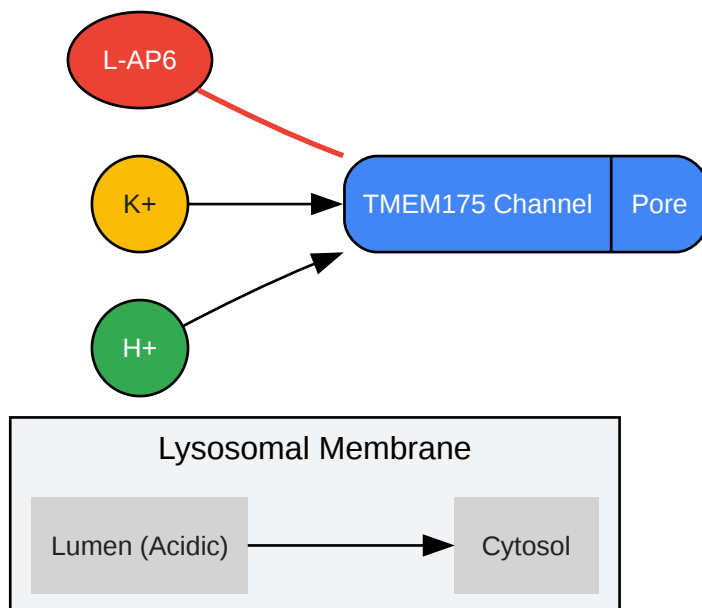 L-AP6
K+
TMEM175 Channel
Pore
H+
Lysosomal Membrane
Lumen (Acidic)
Cytosol